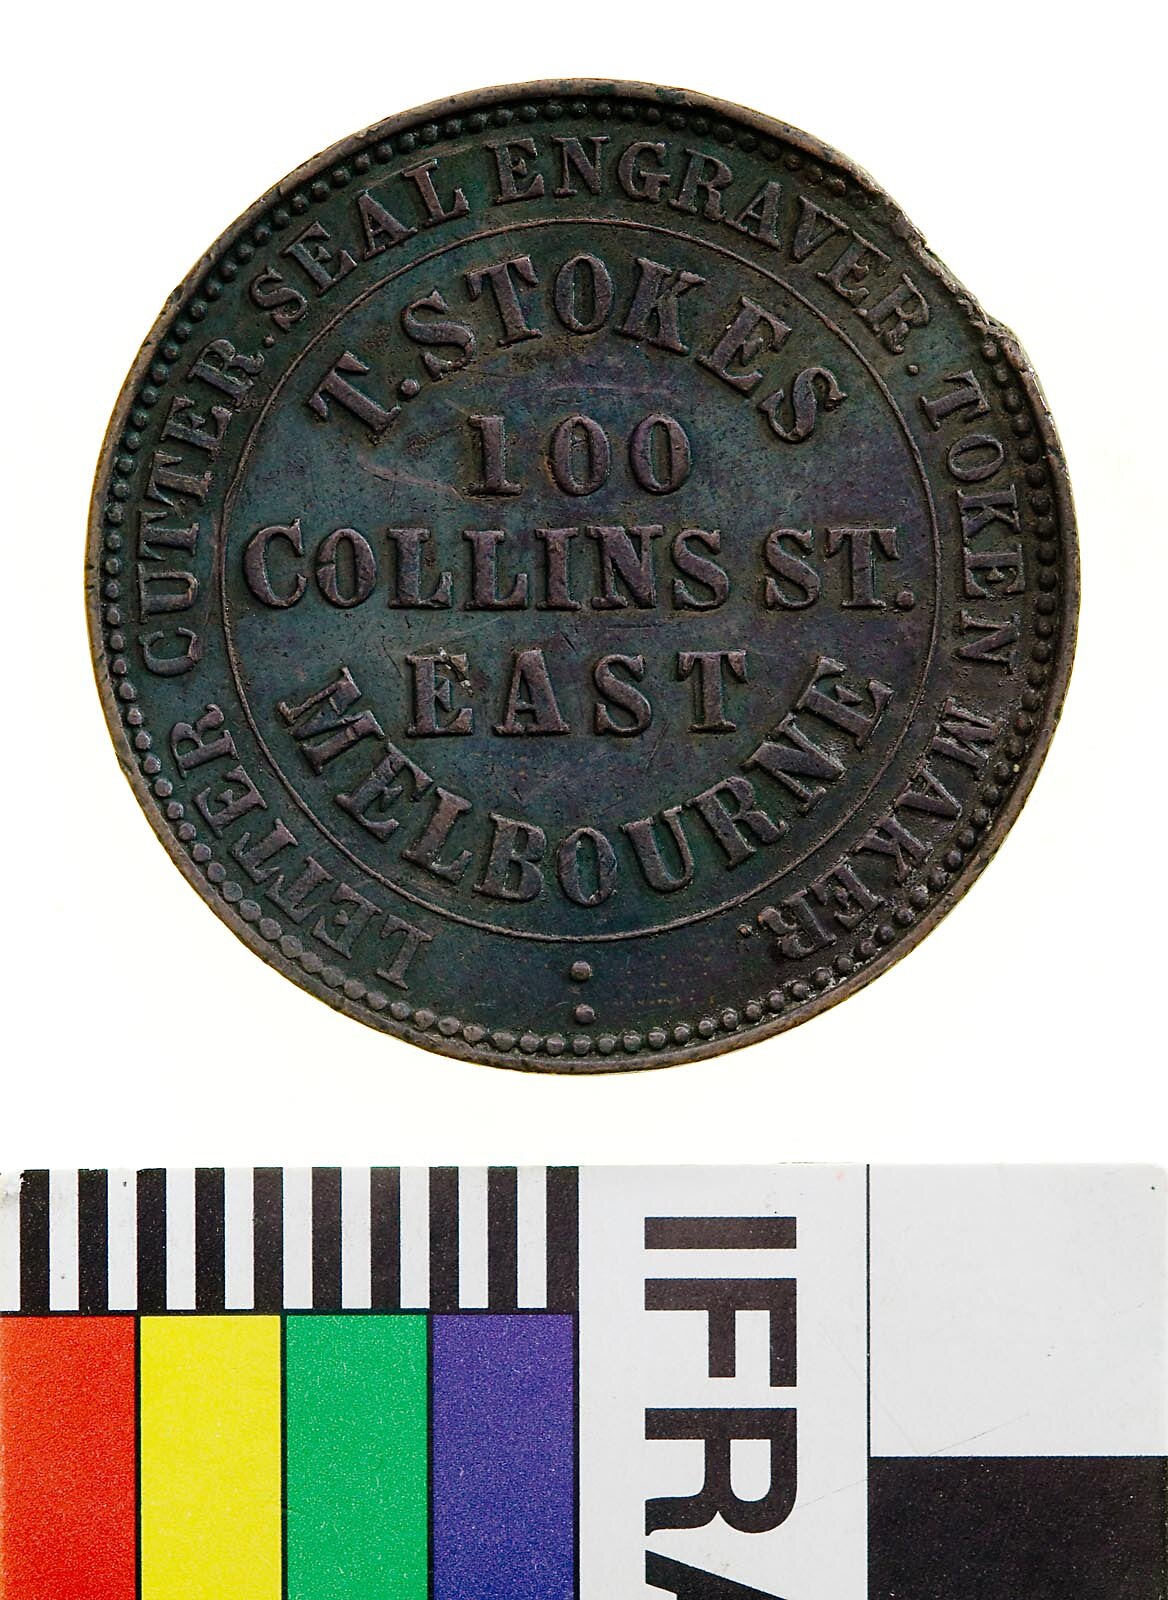 LETTER CUTTER. SEAL ENGRAVER. TOKEN MAKER.
T. STOKES
100
COLLINS ST.
EAST
MELBOURNE
IFRA